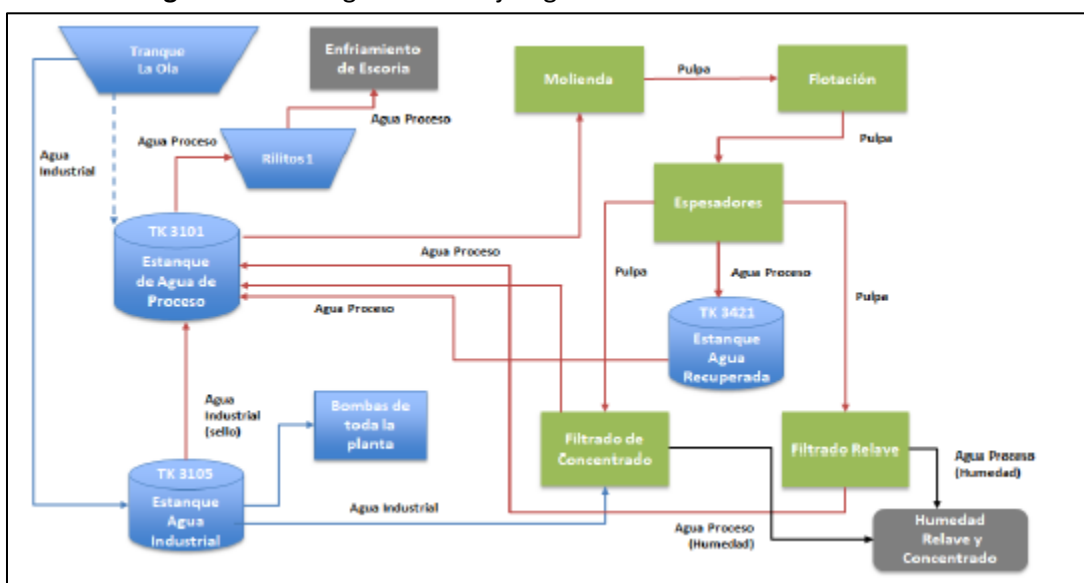 Tranque
La Ola
Enfriamiento
de Escoria
Molienda
Pulpa
Flotación
Agua Proceso
Agua Proceso
Rilitos 1
Agua
Industrial
Pulpa
Espesadores
TK 3101
Estanque
de Agua de
Proceso
Agua Proceso
Pulpa
Agua Proceso
Pulpa
Agua Proceso
TK 3421
Estanque
Agua
Recuperada
Agua
Industrial
(sello)
Bombas de
toda la
planta
Filtrado de
Concentrado
Filtrado Relave
Agua Proceso
(Humedad)
TK 3105
Estanque
Agua
Industrial
Agua Industrial
Agua Proceso
(Humedad)
Humedad
Relave y
Concentrado